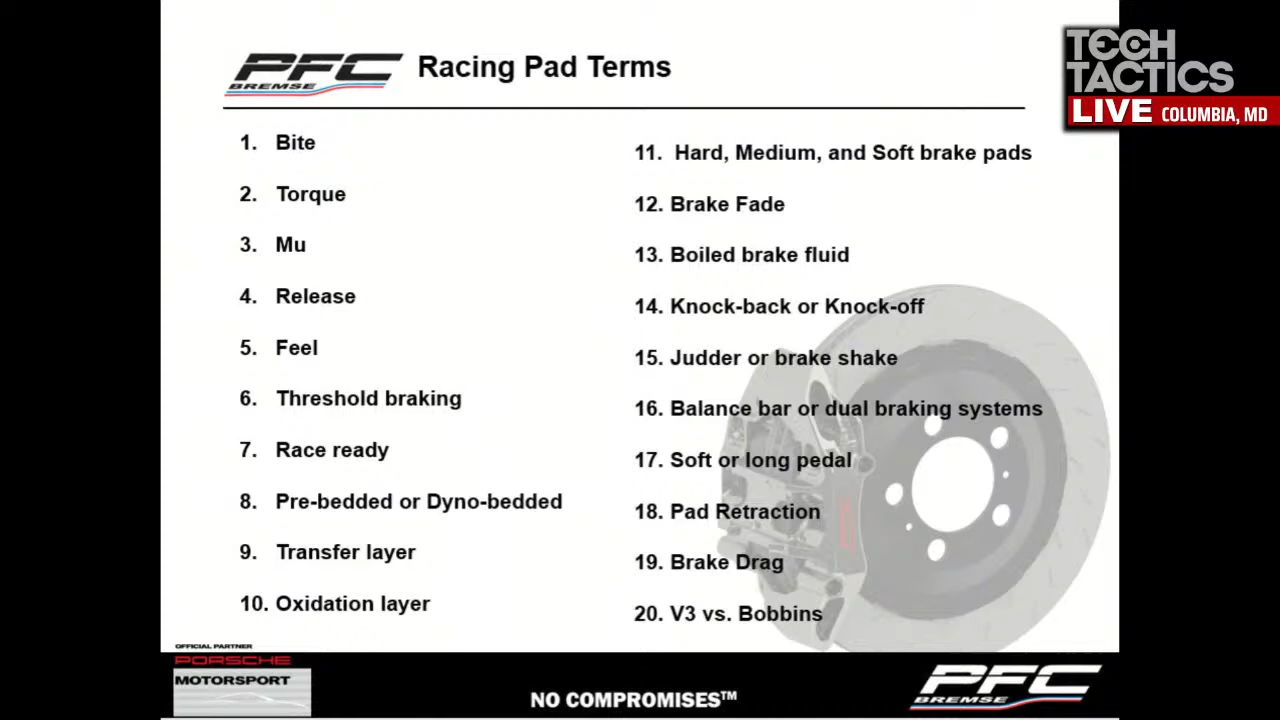 PFC
BREMSE
Racing Pad Terms
TECH
TACTICS
LIVE COLUMBIA, MD
1. Bite
2. Torque
3. Mu
4. Release
5. Feel
6. Threshold braking
7. Race ready
8. Pre-bedded or Dyno-bedded
9. Transfer layer
10. Oxidation layer
11. Hard, Medium, and Soft brake pads
12. Brake Fade
13. Boiled brake fluid
14. Knock-back or Knock-off
15. Judder or brake shake
16. Balance bar or dual braking systems
17. Soft or long pedal
18. Pad Retraction
19. Brake Drag
20. V3 vs. Bobbins
OFFICIAL PARTNER
PORSCHE
MOTORSPORT
NO COMPROMISES™
PFC
BREMSE